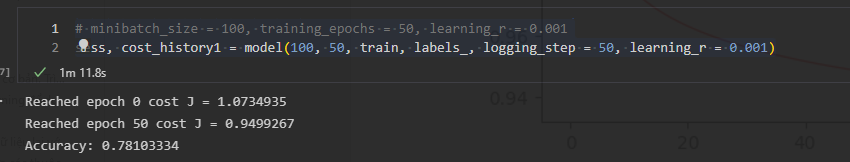 1 # minibatch_size = 100, training_epochs = 50, learning_r = 0.001
2 ss, cost_history1 = model(100, 50, train, labels_, logging_step = 50, learning_r = 0.001)
7] ✓ 1m 11.8s
Reached epoch 0 cost J = 1.0734935
Reached epoch 50 cost J = 0.9499267
Accuracy: 0.78103334
0.94
0 20 40